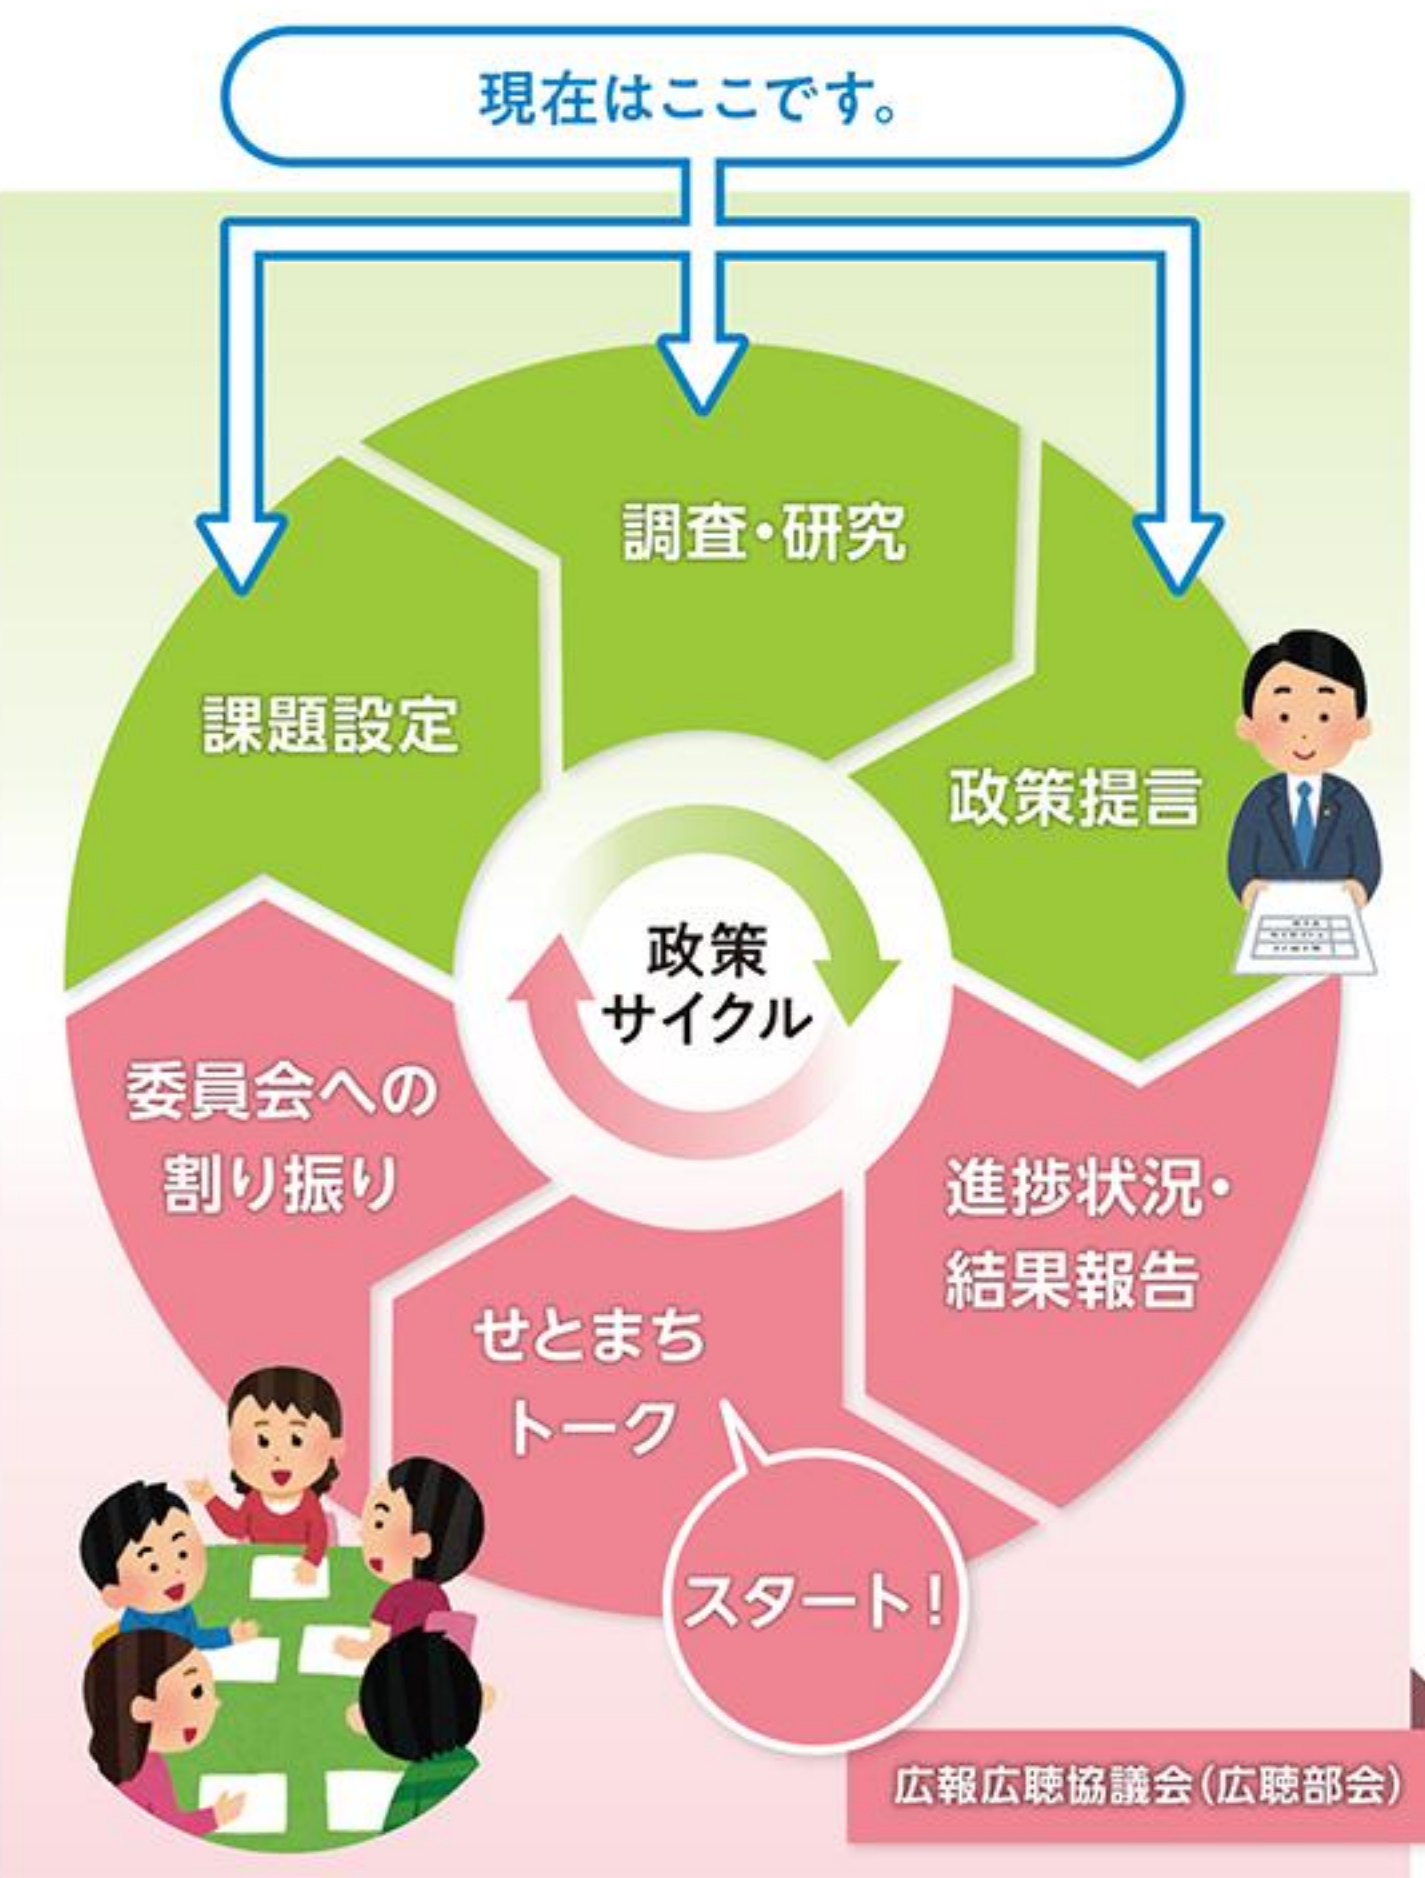 現在はここです。
調査・研究
課題設定
政策提言
政策
サイクル
委員会への
割り振り
進捗状況・
結果報告
せとまち
トーク
スタート！
広報広聴協議会（広聴部会）